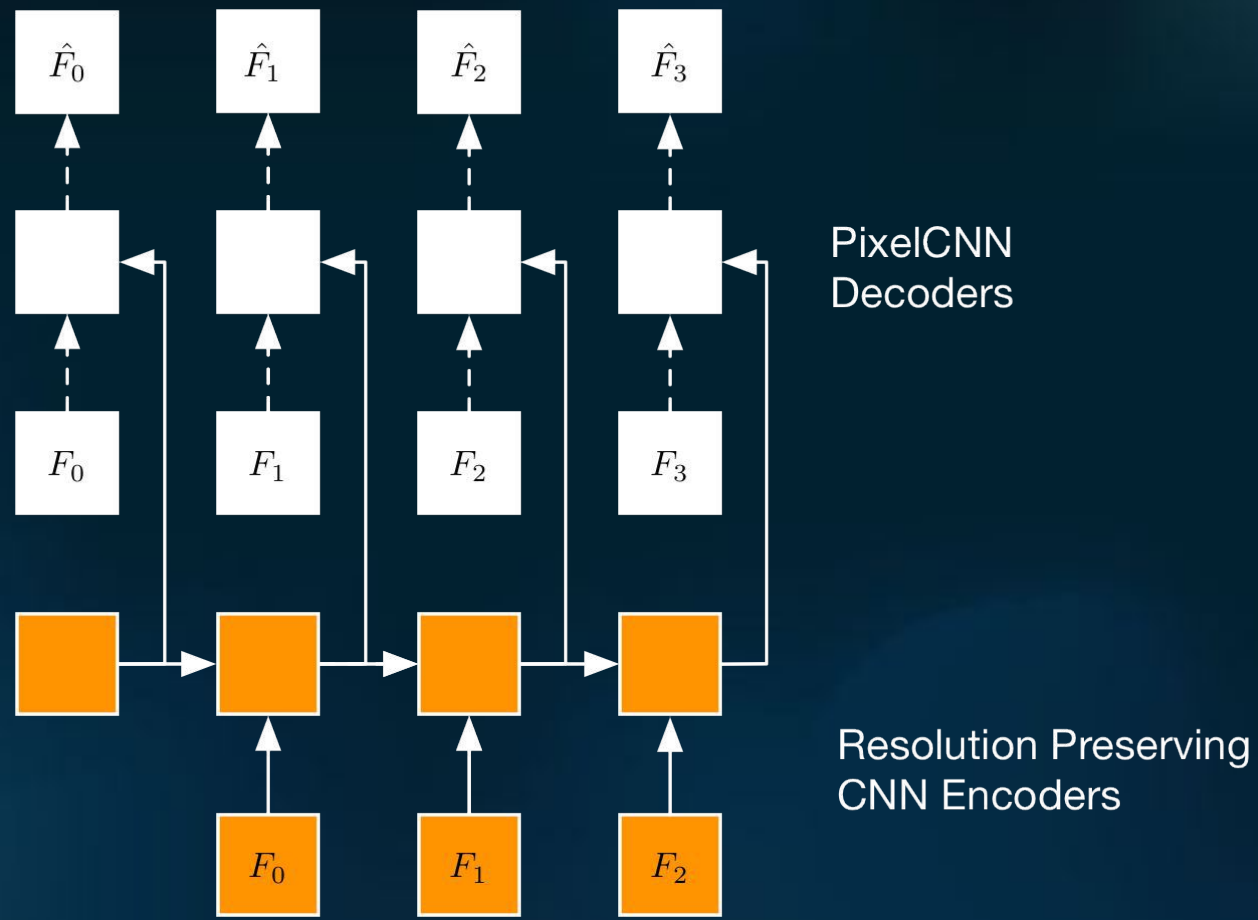 F̂₀ F̂₁ F̂₂ F̂₃
PixelCNN
Decoders
F₀ F₁ F₂ F₃
Resolution Preserving
CNN Encoders
F₀ F₁ F₂